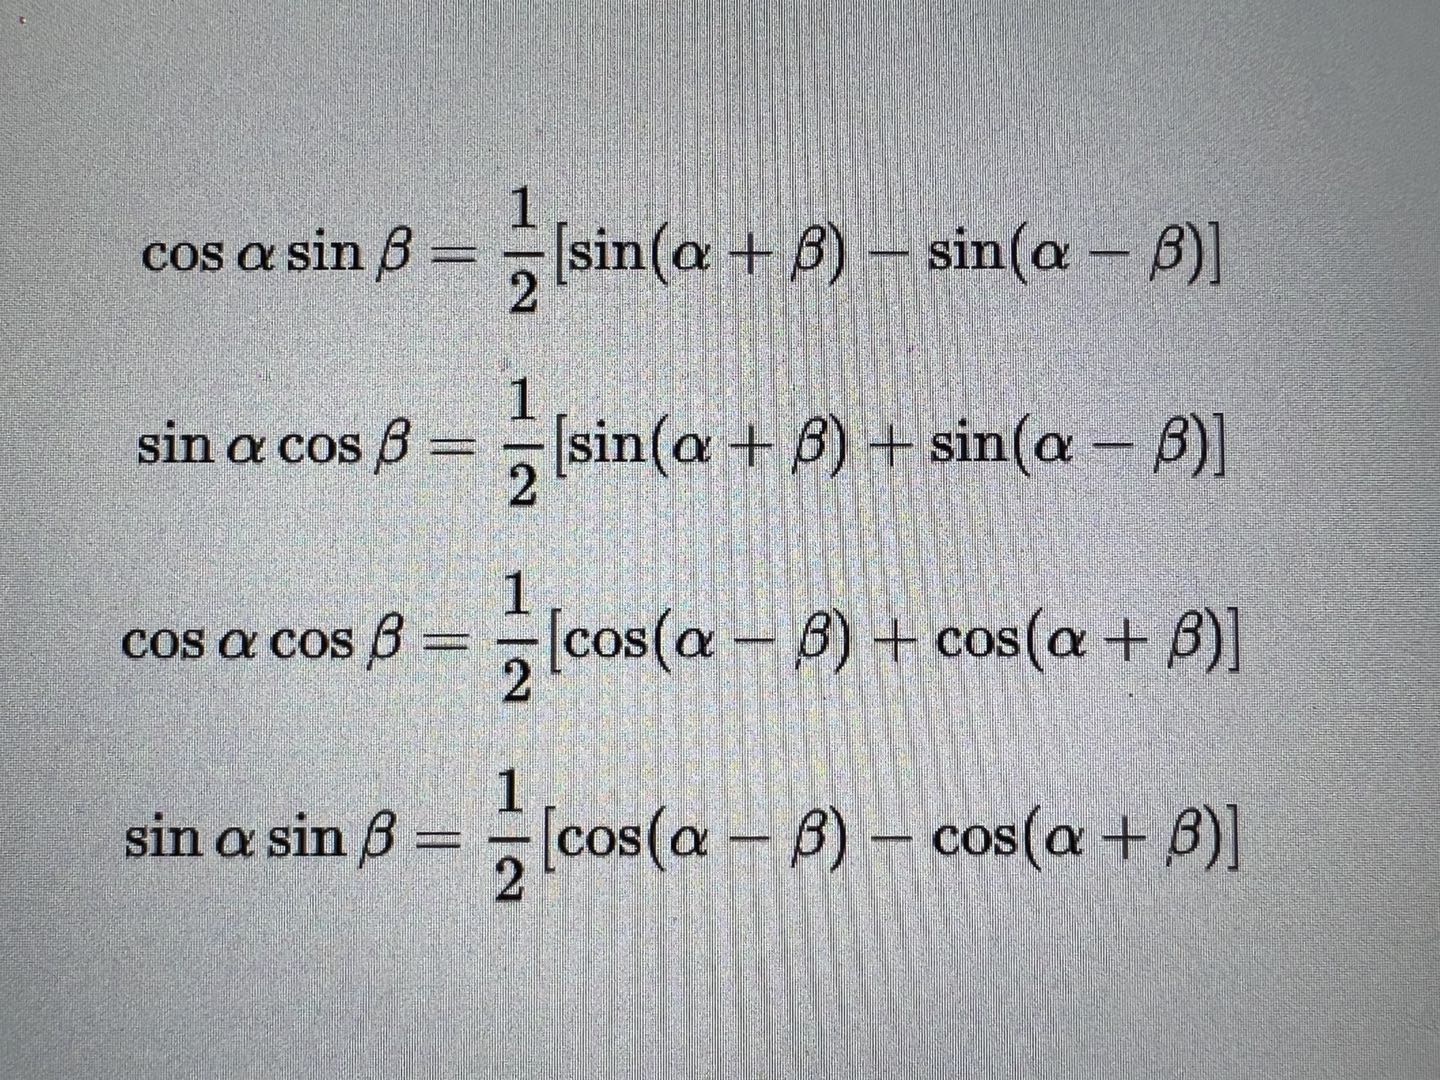 cos α sin β = 1/2 [sin(α + β) − sin(α − β)]
sin α cos β = 1/2 [sin(α + β) + sin(α − β)]
cos α cos β = 1/2 [cos(α − β) + cos(α + β)]
sin α sin β = 1/2 [cos(α − β) − cos(α + β)]